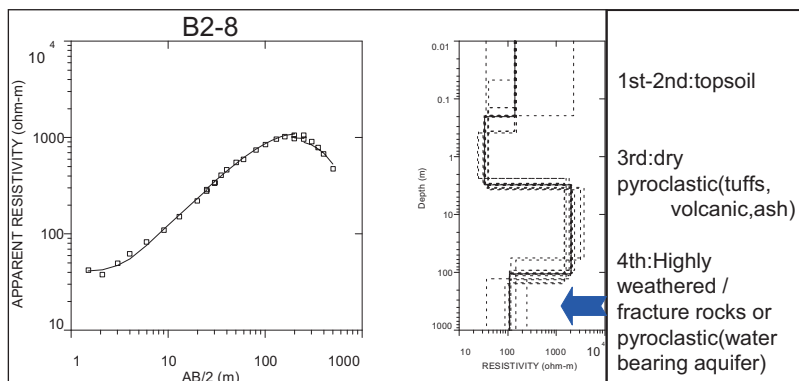 B2-8
10 4
1000
100
10
APPARENT RESISTIVITY (ohm-m)
1 10 100 1000
AB/2 (m)
0.01
0.1
1
10
100
1000
Depth (m)
10 100 1000 10 4
RESISTIVITY (ohm-m)
1st-2nd:topsoil
3rd:dry
pyroclastic(tuffs,
volcanic,ash)
4th:Highly
weathered /
fracture rocks or
pyroclastic(water
bearing aquifer)